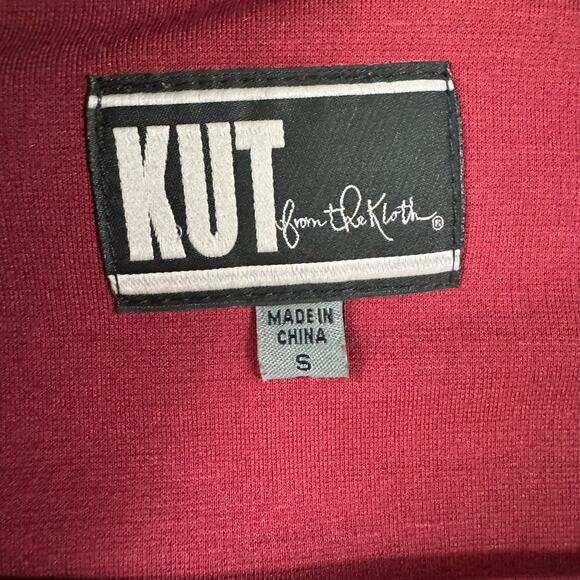 KUT from the Kloth ®
MADE IN
CHINA
S